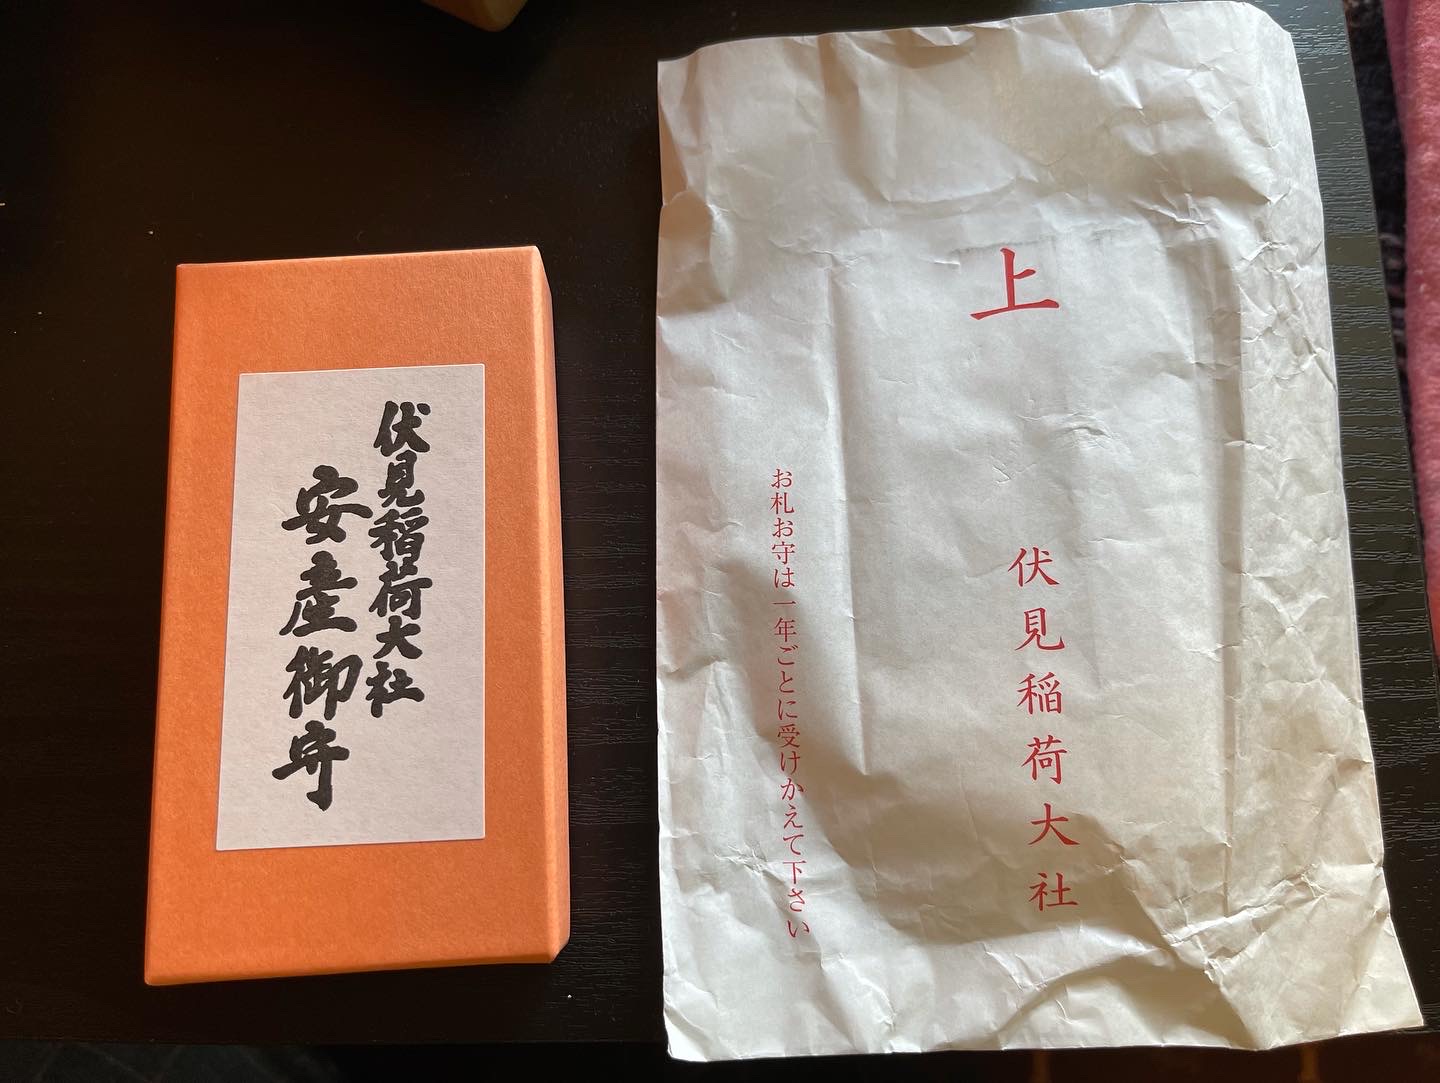 伏見稲荷大社
安産御守
上
伏見稲荷大社
お札お守は一年ごとに受けかえて下さい